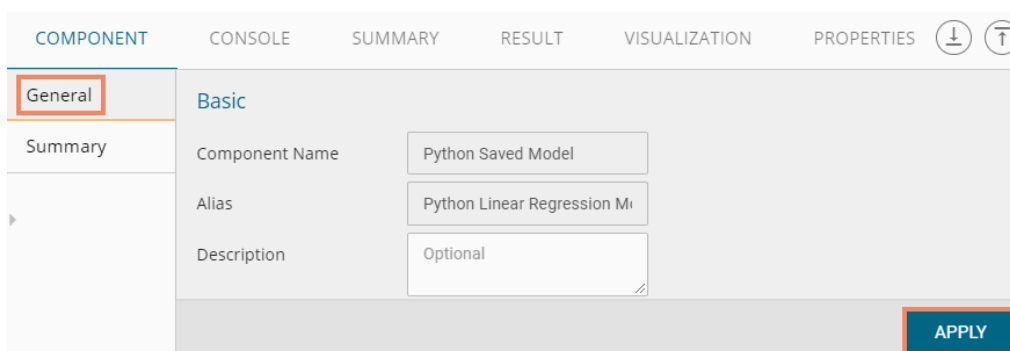 COMPONENT CONSOLE SUMMARY RESULT VISUALIZATION PROPERTIES
General
Basic
Summary
Component Name Python Saved Model
Alias Python Linear Regression
Description Optional
APPLY